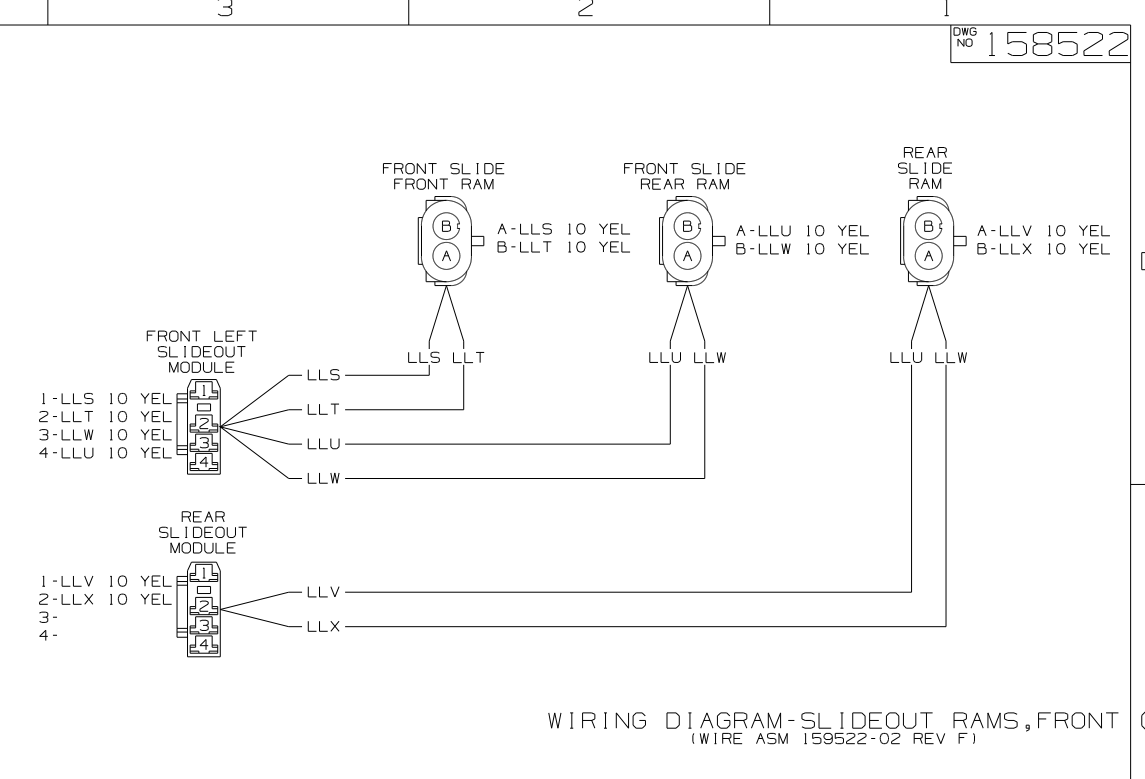 3 2 1
DWG
NO 158522
FRONT SLIDE
FRONT RAM
B
A
A-LLS 10 YEL
B-LLT 10 YEL
LLS LLT
FRONT SLIDE
REAR RAM
B
A
A-LLU 10 YEL
B-LLW 10 YEL
LLU LLW
REAR
SLIDE
RAM
B
A
A-LLV 10 YEL
B-LLX 10 YEL
LLU LLW
FRONT LEFT
SLIDEOUT
MODULE
1-LLS 10 YEL
2-LLT 10 YEL
3-LLW 10 YEL
4-LLU 10 YEL
1
2
3
4
LLS
LLT
LLU
LLW
REAR
SLIDEOUT
MODULE
1-LLV 10 YEL
2-LLX 10 YEL
3-
4-
1
2
3
4
LLV
LLX
WIRING DIAGRAM-SLIDEOUT RAMS,FRONT
(WIRE ASM 159522-02 REV F)